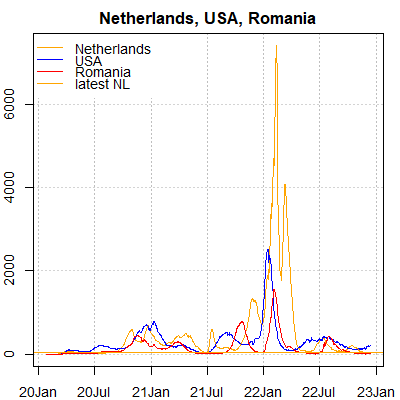 Netherlands, USA, Romania
Netherlands
USA
Romania
latest NL
6000
4000
2000
0
20Jan 20Jul 21Jan 21Jul 22Jan 22Jul 23Jan